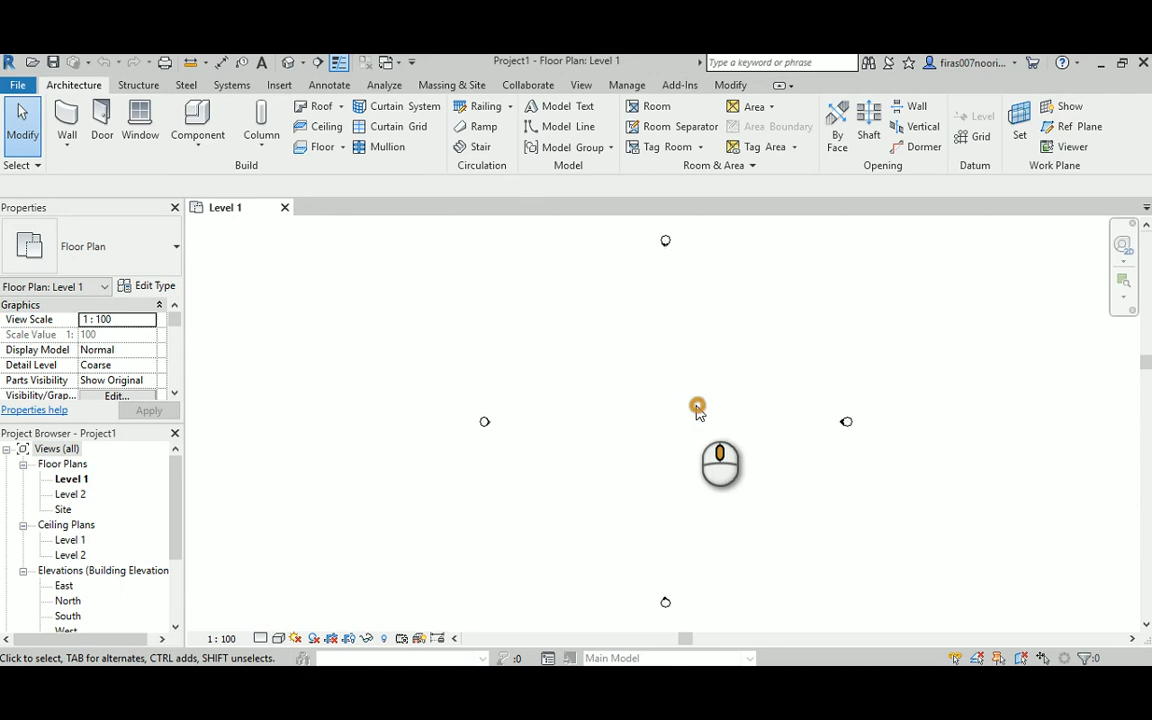 Project1 - Floor Plan: Level 1
Type a keyword or phrase
firas007noori...
File Architecture Structure Steel Systems Insert Annotate Analyze Massing & Site Collaborate View Manage Add-Ins Modify
Modify Wall Door Window Component Column
Roof Curtain System
Ceiling Curtain Grid
Floor Mullion
Railing Model Text
Ramp Model Line
Stair Model Group
Room Area
Room Separator Area Boundary
Tag Room Tag Area
By Face Shaft
Wall
Vertical
Dormer
Level
Grid
Set
Show
Ref Plane
Viewer
Select Build Circulation Model Room & Area Opening Datum Work Plane
Properties
Level 1
Floor Plan
Floor Plan: Level 1 Edit Type
Graphics
View Scale 1 : 100
Scale Value 1: 100
Display Model Normal
Detail Level Coarse
Parts Visibility Show Original
Visibility/Grap... Edit...
Properties help Apply
Project Browser - Project1
Views (all)
Floor Plans
Level 1
Level 2
Site
Ceiling Plans
Level 1
Level 2
Elevations (Building Elevation
East
North
South
West
1 : 100
Click to select, TAB for alternates, CTRL adds, SHIFT unselects.
:0
Main Model
:0